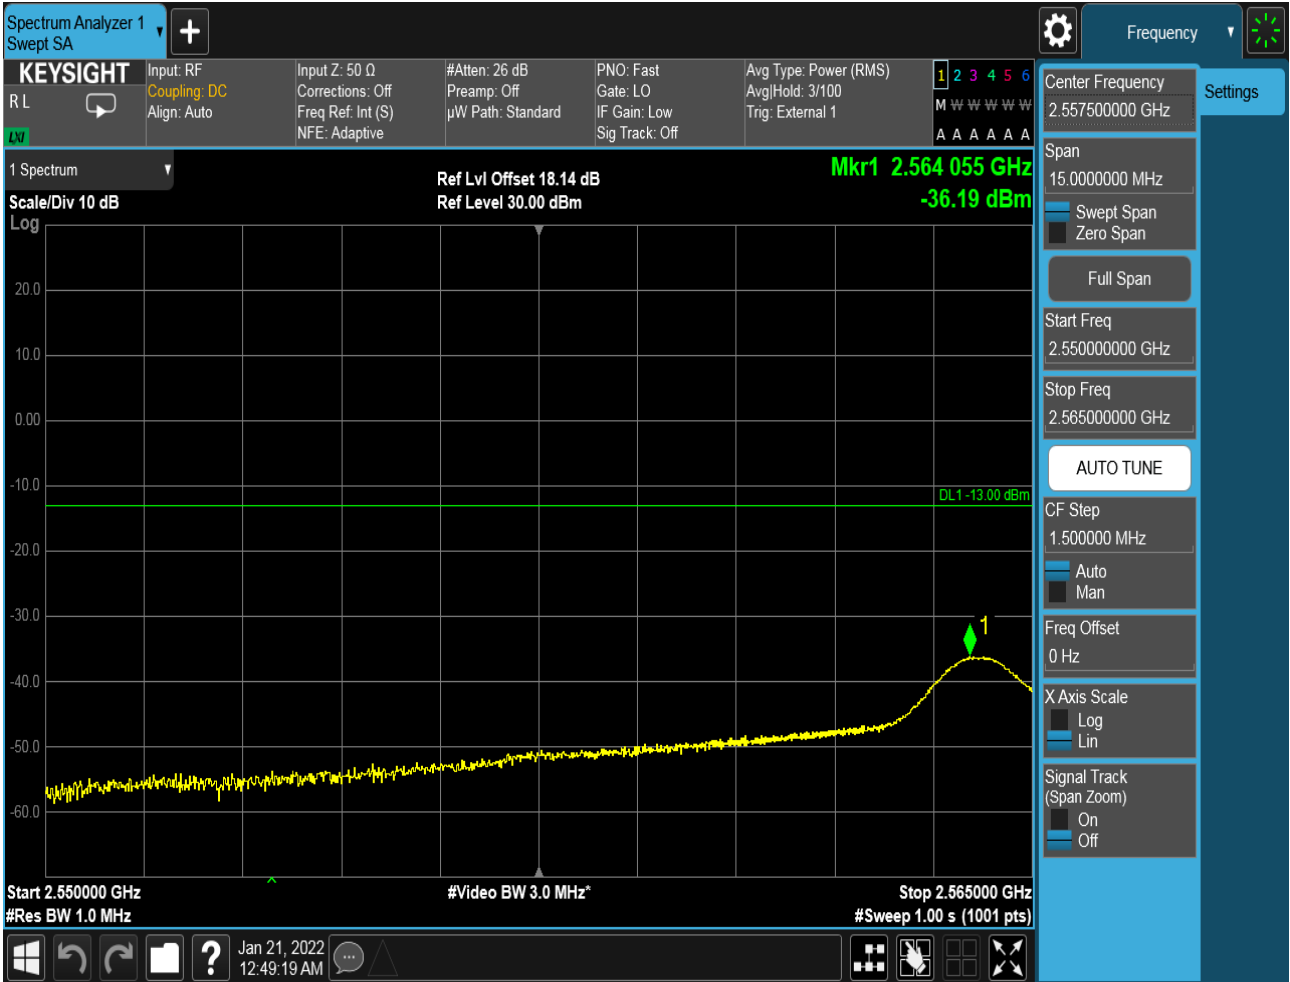 Spectrum Analyzer 1
Swept SA
+
Frequency
KEYSIGHT
R L
LXI
Input: RF
Coupling: DC
Align: Auto
Input Z: 50 Ω
Corrections: Off
Freq Ref: Int (S)
NFE: Adaptive
#Atten: 26 dB
Preamp: Off
µW Path: Standard
PNO: Fast
Gate: LO
IF Gain: Low
Sig Track: Off
Avg Type: Power (RMS)
Avg|Hold: 3/100
Trig: External 1
1 2 3 4 5 6
M W W W W W
A A A A A A
1 Spectrum
Scale/Div 10 dB
Log
Ref Lvl Offset 18.14 dB
Ref Level 30.00 dBm
Mkr1 2.564 055 GHz
-36.19 dBm
20.0
10.0
0.00
-10.0
DL1 -13.00 dBm
-20.0
-30.0
1
-40.0
-50.0
-60.0
Start 2.550000 GHz
#Res BW 1.0 MHz
#Video BW 3.0 MHz*
Stop 2.565000 GHz
#Sweep 1.00 s (1001 pts)
Center Frequency
2.557500000 GHz
Settings
Span
15.0000000 MHz
Swept Span
Zero Span
Full Span
Start Freq
2.550000000 GHz
Stop Freq
2.565000000 GHz
AUTO TUNE
CF Step
1.500000 MHz
Auto
Man
Freq Offset
0 Hz
X Axis Scale
Log
Lin
Signal Track
(Span Zoom)
On
Off
?
Jan 21, 2022
12:49:19 AM